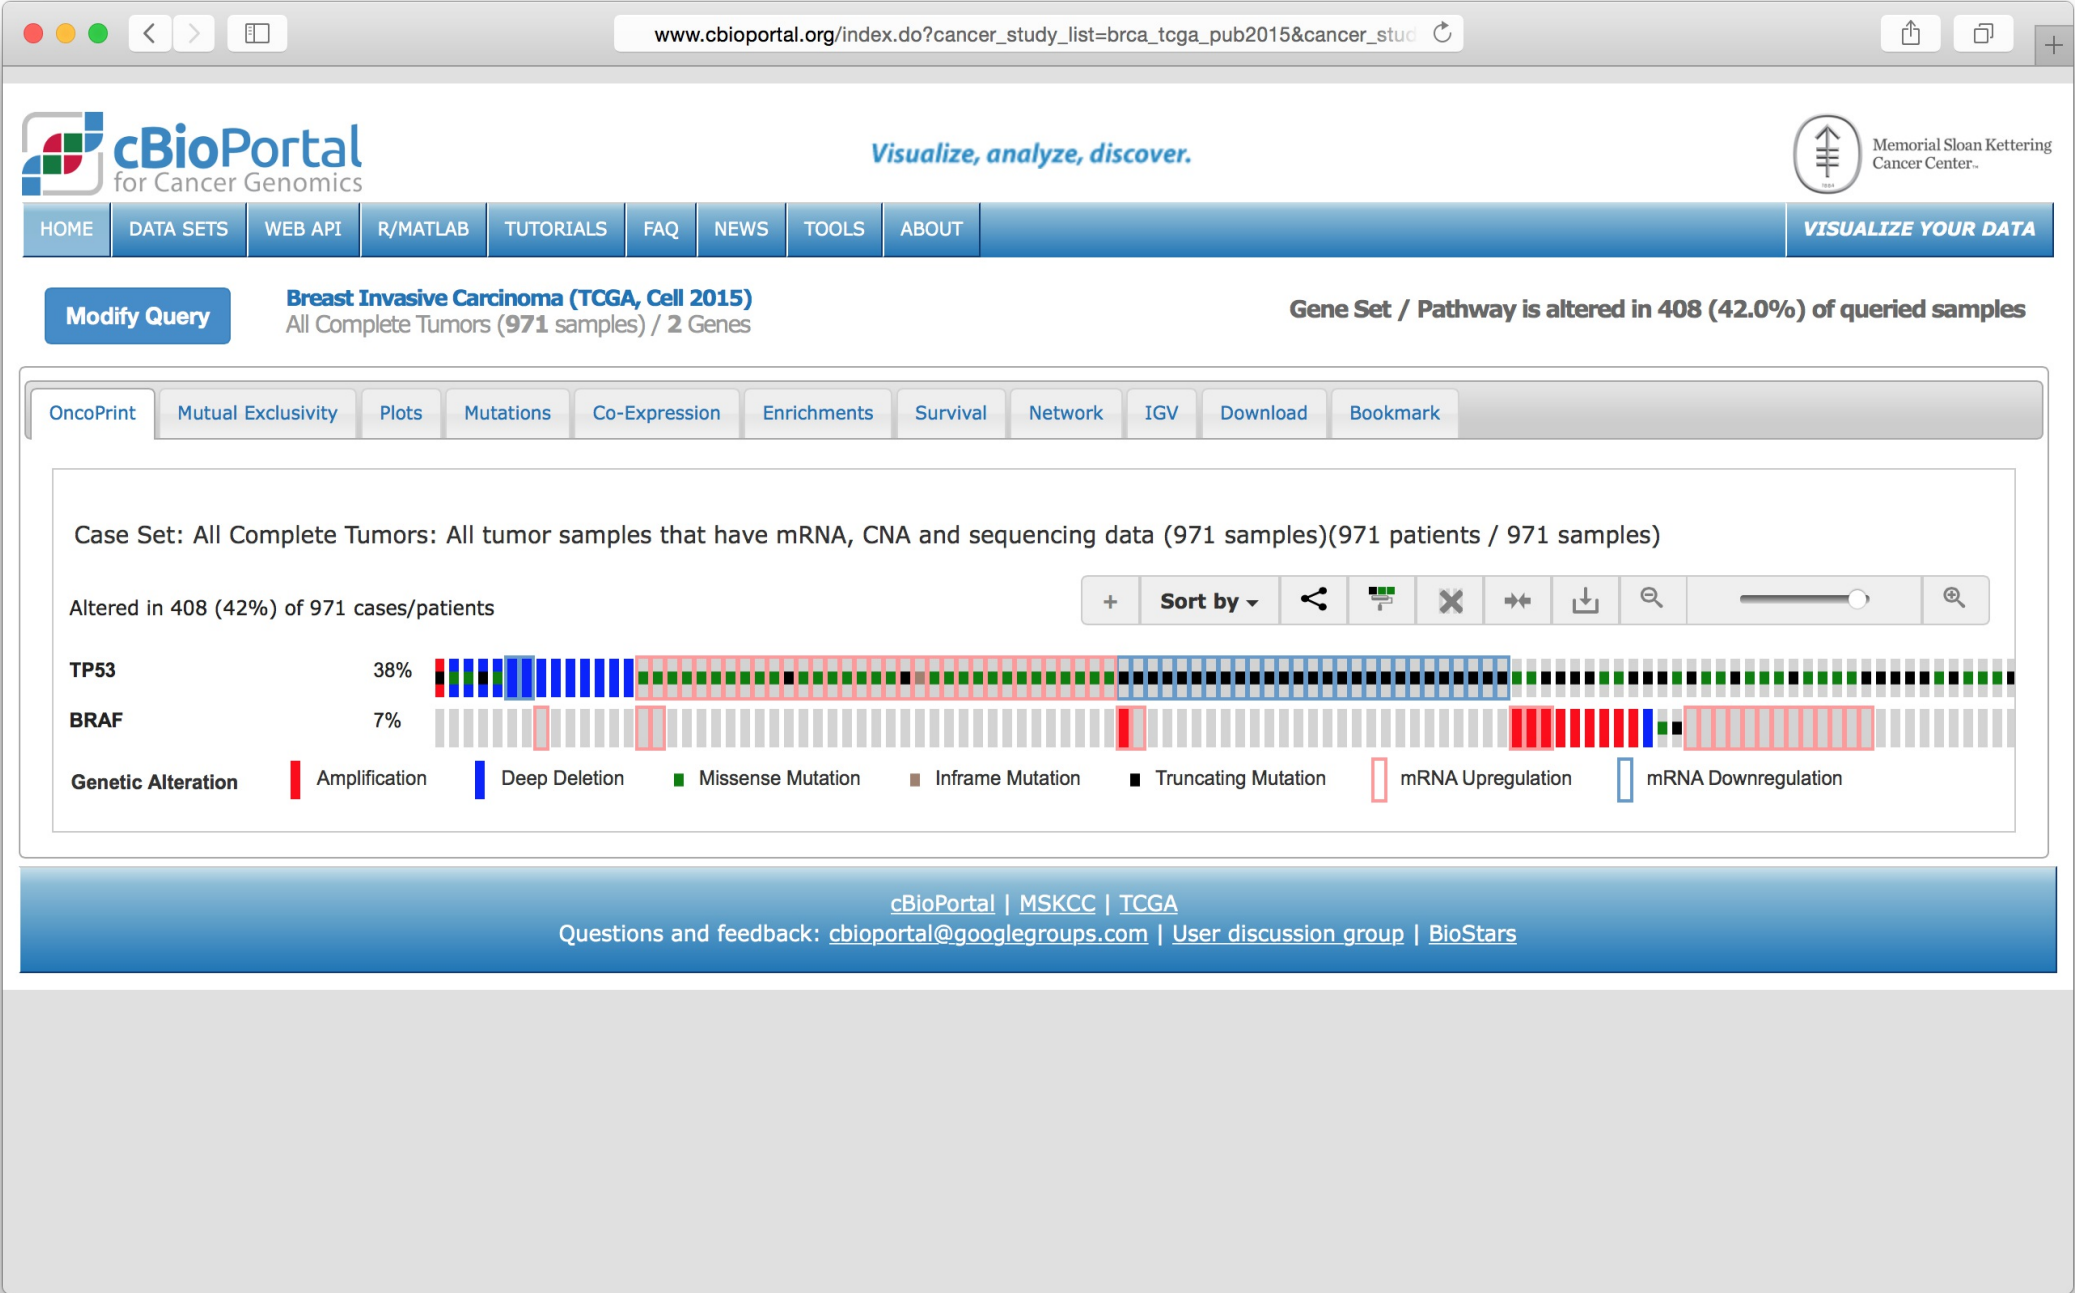 www.cbioportal.org/index.do?cancer_study_list=brca_tcga_pub2015&cancer_stud
cBioPortal
for Cancer Genomics
Visualize, analyze, discover.
Memorial Sloan Kettering
Cancer Center
HOME DATA SETS WEB API R/MATLAB TUTORIALS FAQ NEWS TOOLS ABOUT VISUALIZE YOUR DATA
Modify Query
Breast Invasive Carcinoma (TCGA, Cell 2015)
All Complete Tumors (971 samples) / 2 Genes
Gene Set / Pathway is altered in 408 (42.0%) of queried samples
OncoPrint Mutual Exclusivity Plots Mutations Co-Expression Enrichments Survival Network IGV Download Bookmark
Case Set: All Complete Tumors: All tumor samples that have mRNA, CNA and sequencing data (971 samples)(971 patients / 971 samples)
Altered in 408 (42%) of 971 cases/patients
+ Sort by
TP53 38%
BRAF 7%
Genetic Alteration Amplification Deep Deletion Missense Mutation Inframe Mutation Truncating Mutation mRNA Upregulation mRNA Downregulation
cBioPortal | MSKCC | TCGA
Questions and feedback: cbioportal@googlegroups.com | User discussion group | BioStars